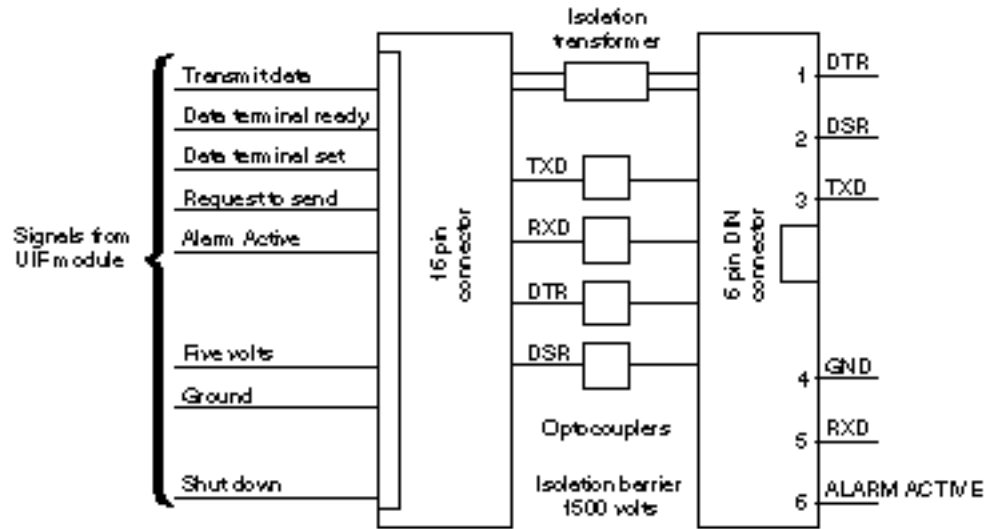 Isolation
transformer
Signals from
UIF module
Transmit data
Data terminal ready
Data terminal set
Request to send
Alarm Active
Five volts
Ground
Shut down
16 pin
connector
TXD
RXD
DTR
DSR
Optocouplers
Isolation barrier
1500 volts
6 pin DIN
connector
1 DTR
2 DSR
3 TXD
4 GND
5 RXD
6 ALARM ACTIVE